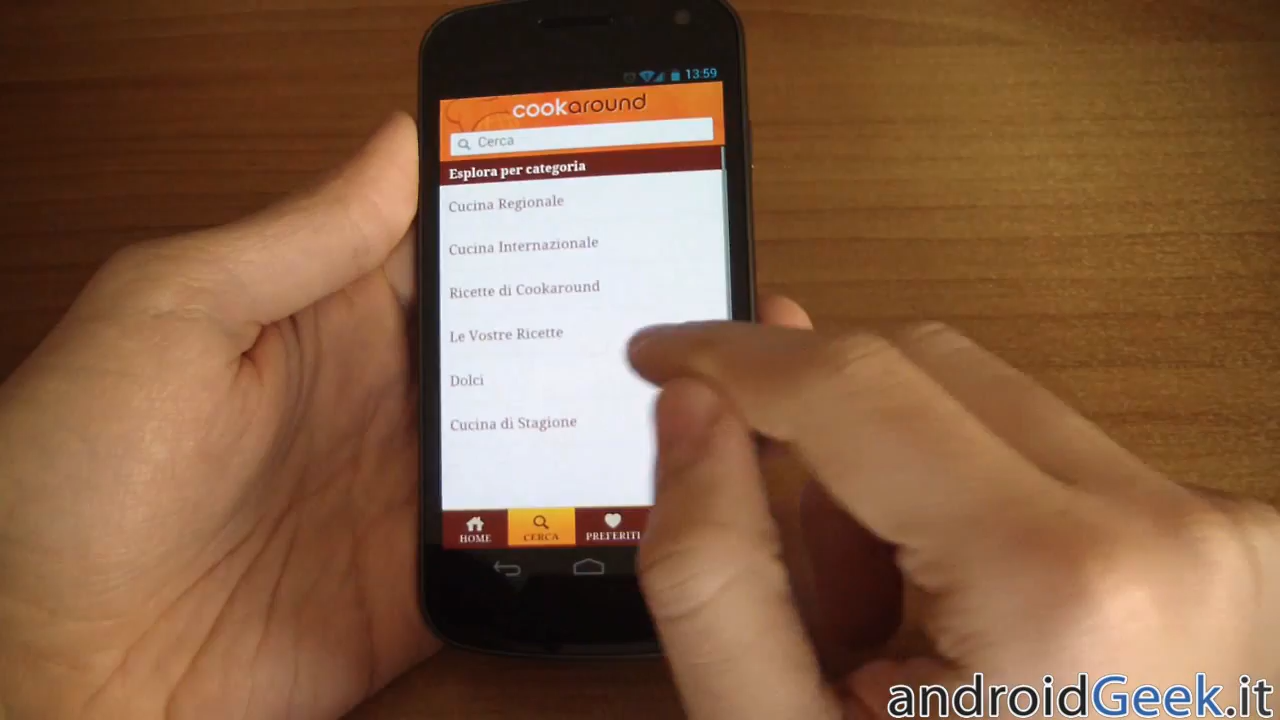 13:59
cookaround
Cerca
Esplora per categoria
Cucina Regionale
Cucina Internazionale
Ricette di Cookaround
Le Vostre Ricette
Dolci
Cucina di Stagione
HOME
CERCA
PREFERITI
androidGeek.it